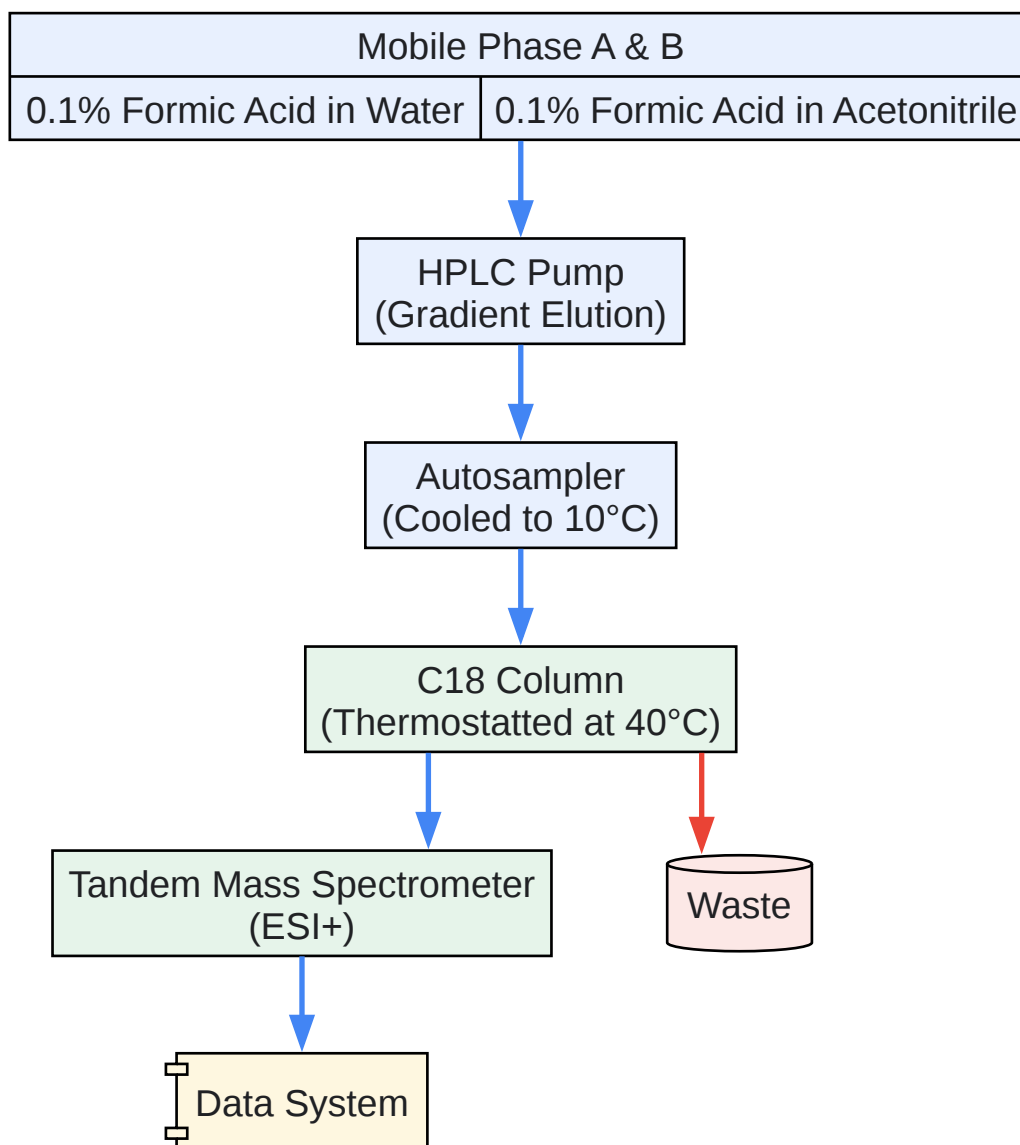 Mobile Phase A & B
0.1% Formic Acid in Water
0.1% Formic Acid in Acetonitrile
HPLC Pump
(Gradient Elution)
Autosampler
(Cooled to 10°C)
C18 Column
(Thermostatted at 40°C)
Tandem Mass Spectrometer
(ESI+)
Waste
Data System